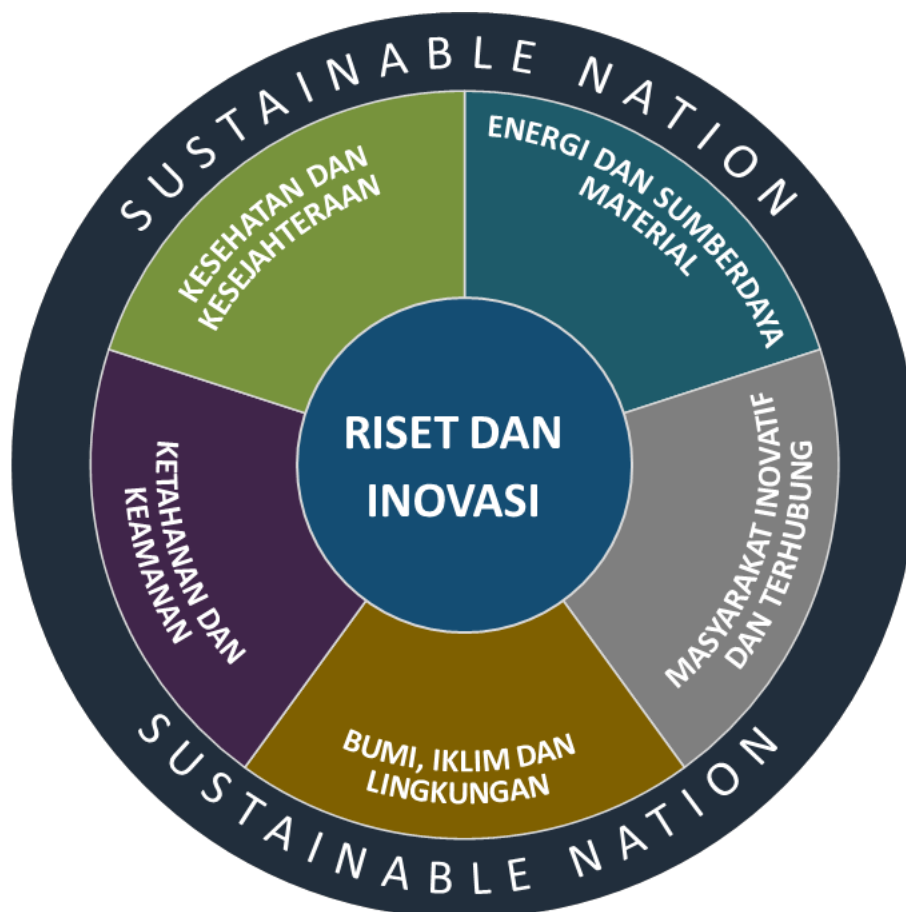 SUSTAINABLE NATION
ENERGI DAN SUMBERDAYA
MATERIAL
KESEHATAN DAN
KESEJAHTERAAN
RISET DAN
INOVASI
MASYARAKAT INOVATIF
DAN TERHUBUNG
KETAHANAN DAN
KEAMANAN
BUMI, IKLIM DAN
LINGKUNGAN
SUSTAINABLE NATION